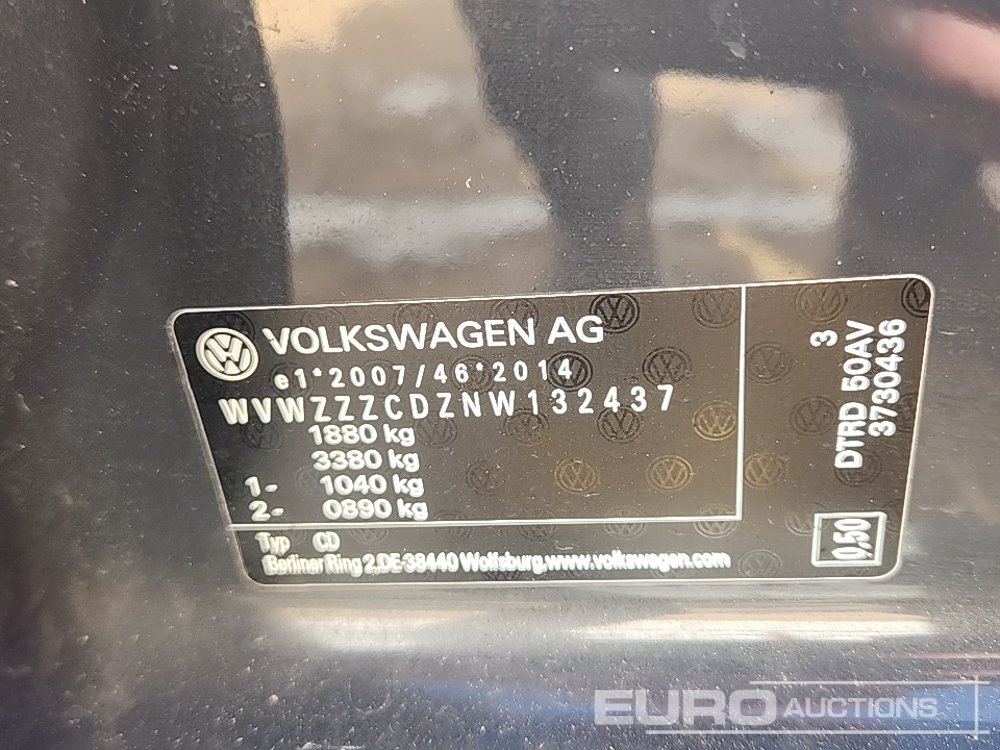 VOLKSWAGEN AG
e1*2007/46*2014
WVWZZZCDZNW132437
1880 kg
3380 kg
1- 1040 kg
2- 0890 kg
Typ CD
Berliner Ring 2,DE-38440 Wolfsburg,www.volkswagen.com
3
DTRD 50AV
3730436
0,50
EURO AUCTIONS